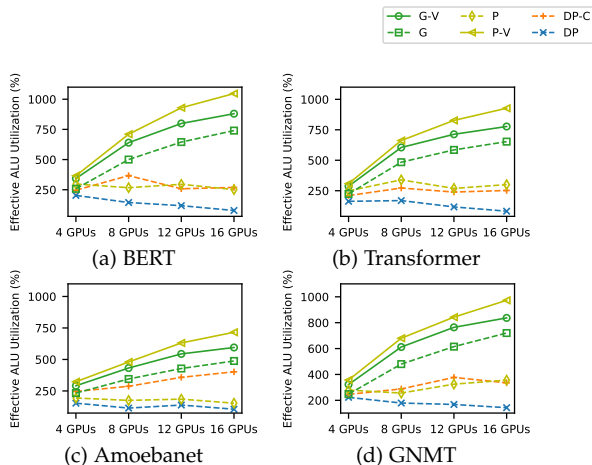 G-V P DP-C
G P-V DP
Effective ALU Utilization (%)
1000
750
500
250
4 GPUs 8 GPUs 12 GPUs 16 GPUs
(a) BERT
Effective ALU Utilization (%)
1000
750
500
250
4 GPUs 8 GPUs 12 GPUs 16 GPUs
(b) Transformer
Effective ALU Utilization (%)
1000
750
500
250
4 GPUs 8 GPUs 12 GPUs 16 GPUs
(c) Amoebanet
Effective ALU Utilization (%)
1000
800
600
400
200
4 GPUs 8 GPUs 12 GPUs 16 GPUs
(d) GNMT